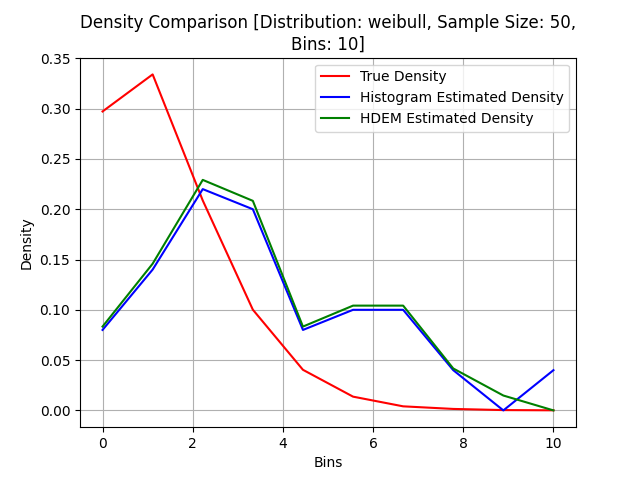 Density Comparison [Distribution: weibull, Sample Size: 50,
Bins: 10]
True Density
Histogram Estimated Density
HDEM Estimated Density
Density
0.35
0.30
0.25
0.20
0.15
0.10
0.05
0.00
0 2 4 6 8 10
Bins